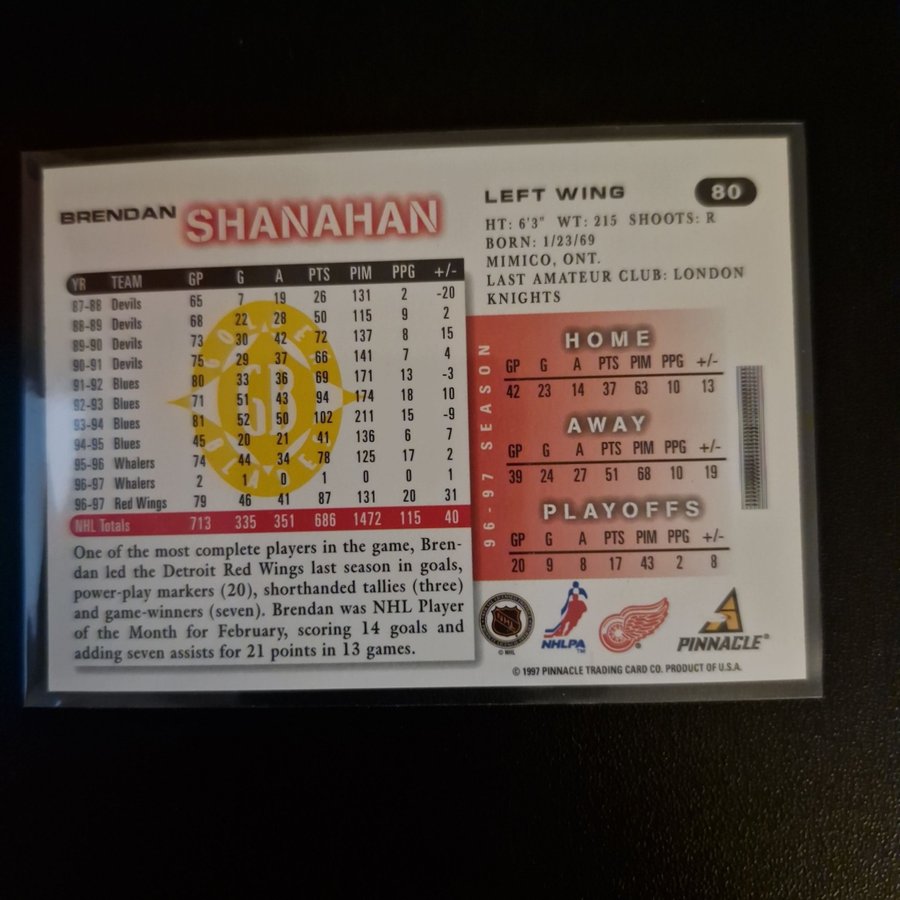 BRENDAN SHANAHAN
YR TEAM GP G A PTS PIM PPG +/-
87-88 Devils 65 7 19 26 131 2 -20
88-89 Devils 68 22 28 50 115 9 2
89-90 Devils 73 30 42 72 137 8 15
90-91 Devils 75 29 37 66 141 7 4
91-92 Blues 80 33 36 69 171 13 -3
92-93 Blues 71 51 43 94 174 18 10
93-94 Blues 81 52 50 102 211 15 -9
94-95 Blues 45 20 21 41 136 6 7
95-96 Whalers 74 44 34 78 125 17 2
96-97 Whalers 2 1 0 1 0 0 1
96-97 Red Wings 79 46 41 87 131 20 31
NHL Totals 713 335 351 686 1472 115 40
One of the most complete players in the game, Bren-
dan led the Detroit Red Wings last season in goals,
power-play markers (20), shorthanded tallies (three)
and game-winners (seven). Brendan was NHL Player
of the Month for February, scoring 14 goals and
adding seven assists for 21 points in 13 games.
LEFT WING 80
HT: 6'3" WT: 215 SHOOTS: R
BORN: 1/23/69
MIMICO, ONT.
LAST AMATEUR CLUB: LONDON
KNIGHTS
96-97 SEASON
HOME
GP G A PTS PIM PPG +/-
42 23 14 37 63 10 13
AWAY
GP G A PTS PIM PPG +/-
39 24 27 51 68 10 19
PLAYOFFS
GP G A PTS PIM PPG +/-
20 9 8 17 43 2 8
NHL
© NHL
NHLPA™
PINNACLE®
© 1997 PINNACLE TRADING CARD CO. PRODUCT OF U.S.A.